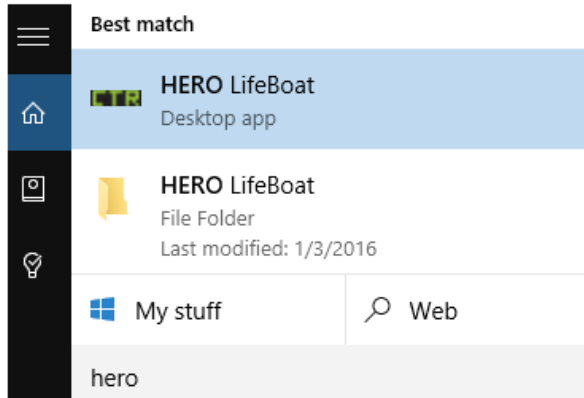 Best match
CTR
HERO LifeBoat
Desktop app
HERO LifeBoat
File Folder
Last modified: 1/3/2016
My stuff
Web
hero